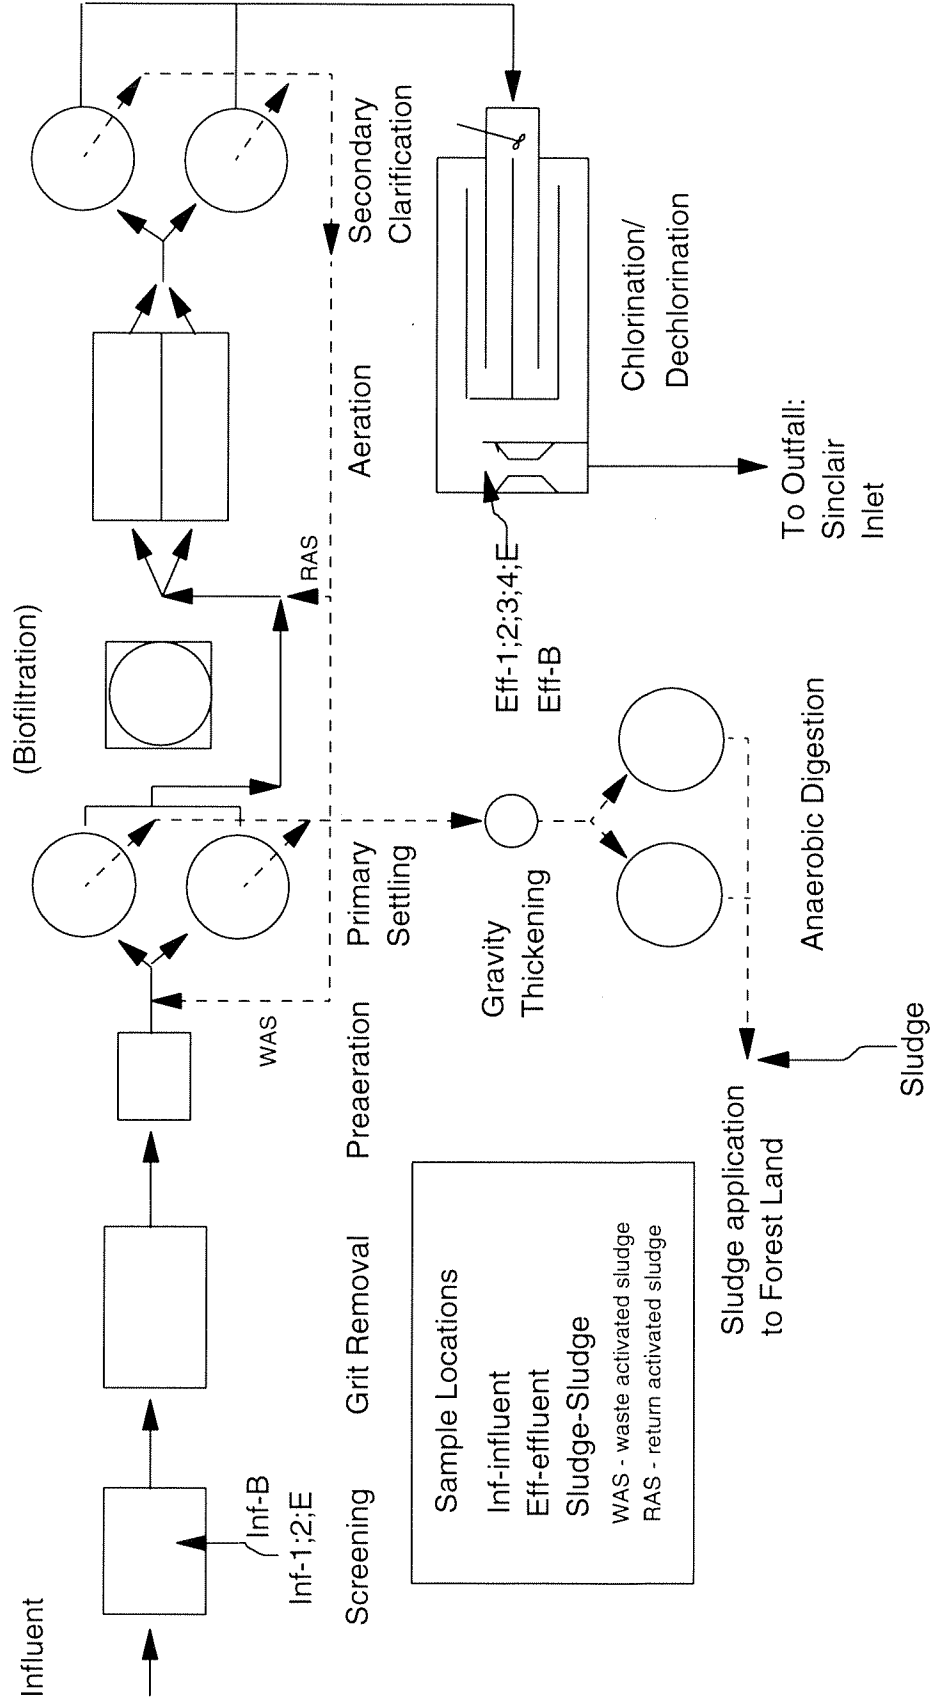 Influent
(Biofiltration)
Inf-B
Inf-1;2;E
WAS
RAS
Screening
Grit Removal
Preaeration
Primary
Settling
Aeration
Secondary
Clarification
Sample Locations
Inf-influent
Eff-effluent
Sludge-Sludge
WAS - waste activated sludge
RAS - return activated sludge
Gravity
Thickening
Eff-1;2;3;4;E
Eff-B
Chlorination/
Dechlorination
Sludge application
to Forest Land
Anaerobic Digestion
To Outfall:
Sinclair
Inlet
Sludge